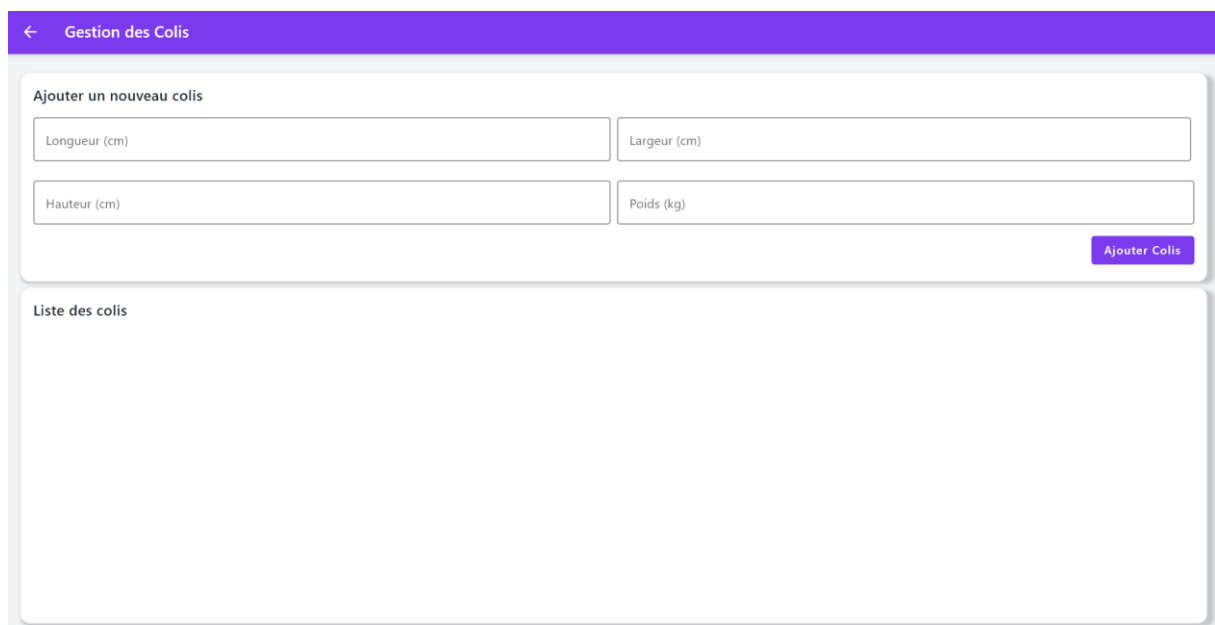 Gestion des Colis
Ajouter un nouveau colis
Longueur (cm)
Largeur (cm)
Hauteur (cm)
Poids (kg)
Ajouter Colis
Liste des colis